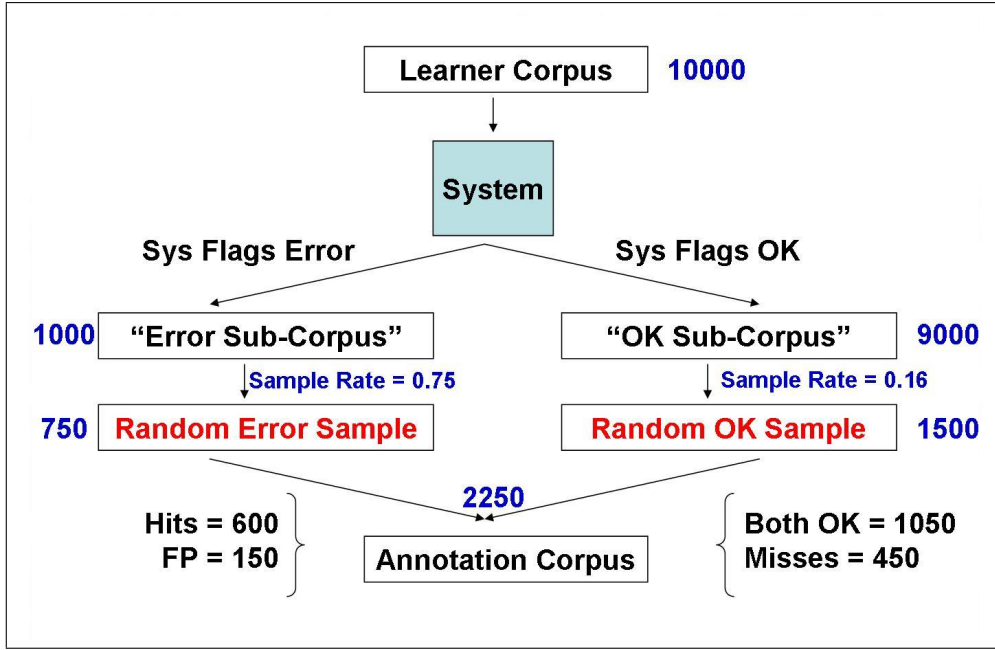 Learner Corpus 10000
System
Sys Flags Error Sys Flags OK
1000 “Error Sub-Corpus” “OK Sub-Corpus” 9000
Sample Rate = 0.75 Sample Rate = 0.16
750 Random Error Sample Random OK Sample 1500
2250
Hits = 600 Both OK = 1050
FP = 150 Annotation Corpus Misses = 450